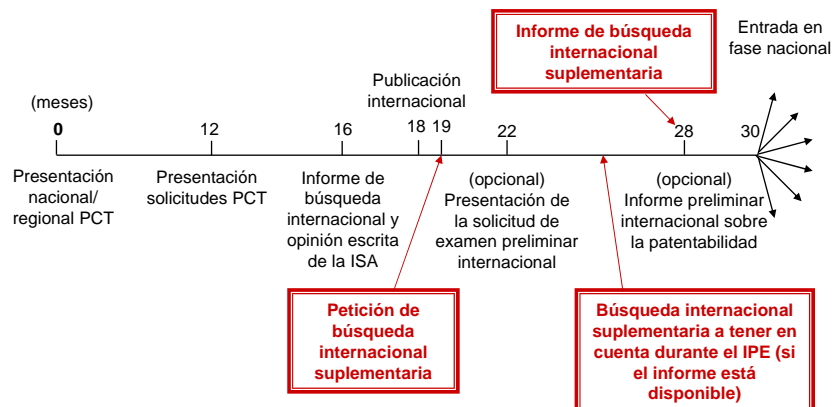 Informe de búsqueda
internacional
suplementaria
Entrada en
fase nacional
Publicación
internacional
(meses)
0
12
16
18
19
22
28
30
Presentación
nacional/
regional PCT
Presentación
solicitudes PCT
Informe de
búsqueda
internacional y
opinión escrita
de la ISA
(opcional)
Presentación de
la solicitud de
examen preliminar
internacional
(opcional)
Informe preliminar
internacional sobre
la patentabilidad
Petición de
búsqueda
internacional
suplementaria
Búsqueda internacional
suplementaria a tener en
cuenta durante el IPE (si
el informe está
disponible)